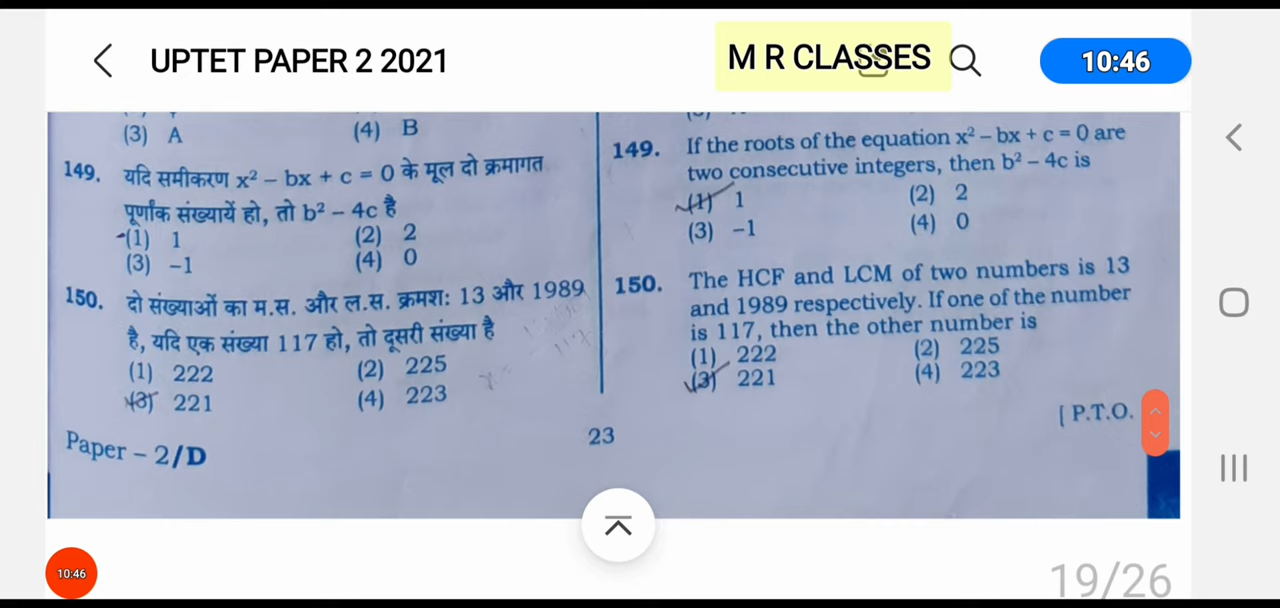 UPTET PAPER 2 2021
M R CLASSES
10:46
(3) A
(4) B
149. यदि समीकरण x² – bx + c = 0 के मूल दो क्रमागत
पूर्णांक संख्यायें हो, तो b² – 4c है
(1) 1
(2) 2
(3) –1
(4) 0
150. दो संख्याओं का म.स. और ल.स. क्रमश: 13 और 1989
है, यदि एक संख्या 117 हो, तो दूसरी संख्या है
(1) 222
(2) 225
(3) 221
(4) 223
Paper – 2/D
149. If the roots of the equation x² – bx + c = 0 are
two consecutive integers, then b² – 4c is
(1) 1
(2) 2
(3) –1
(4) 0
150. The HCF and LCM of two numbers is 13
and 1989 respectively. If one of the number
is 117, then the other number is
(1) 222
(2) 225
(3) 221
(4) 223
23
[ P.T.O.
10:46
19/26